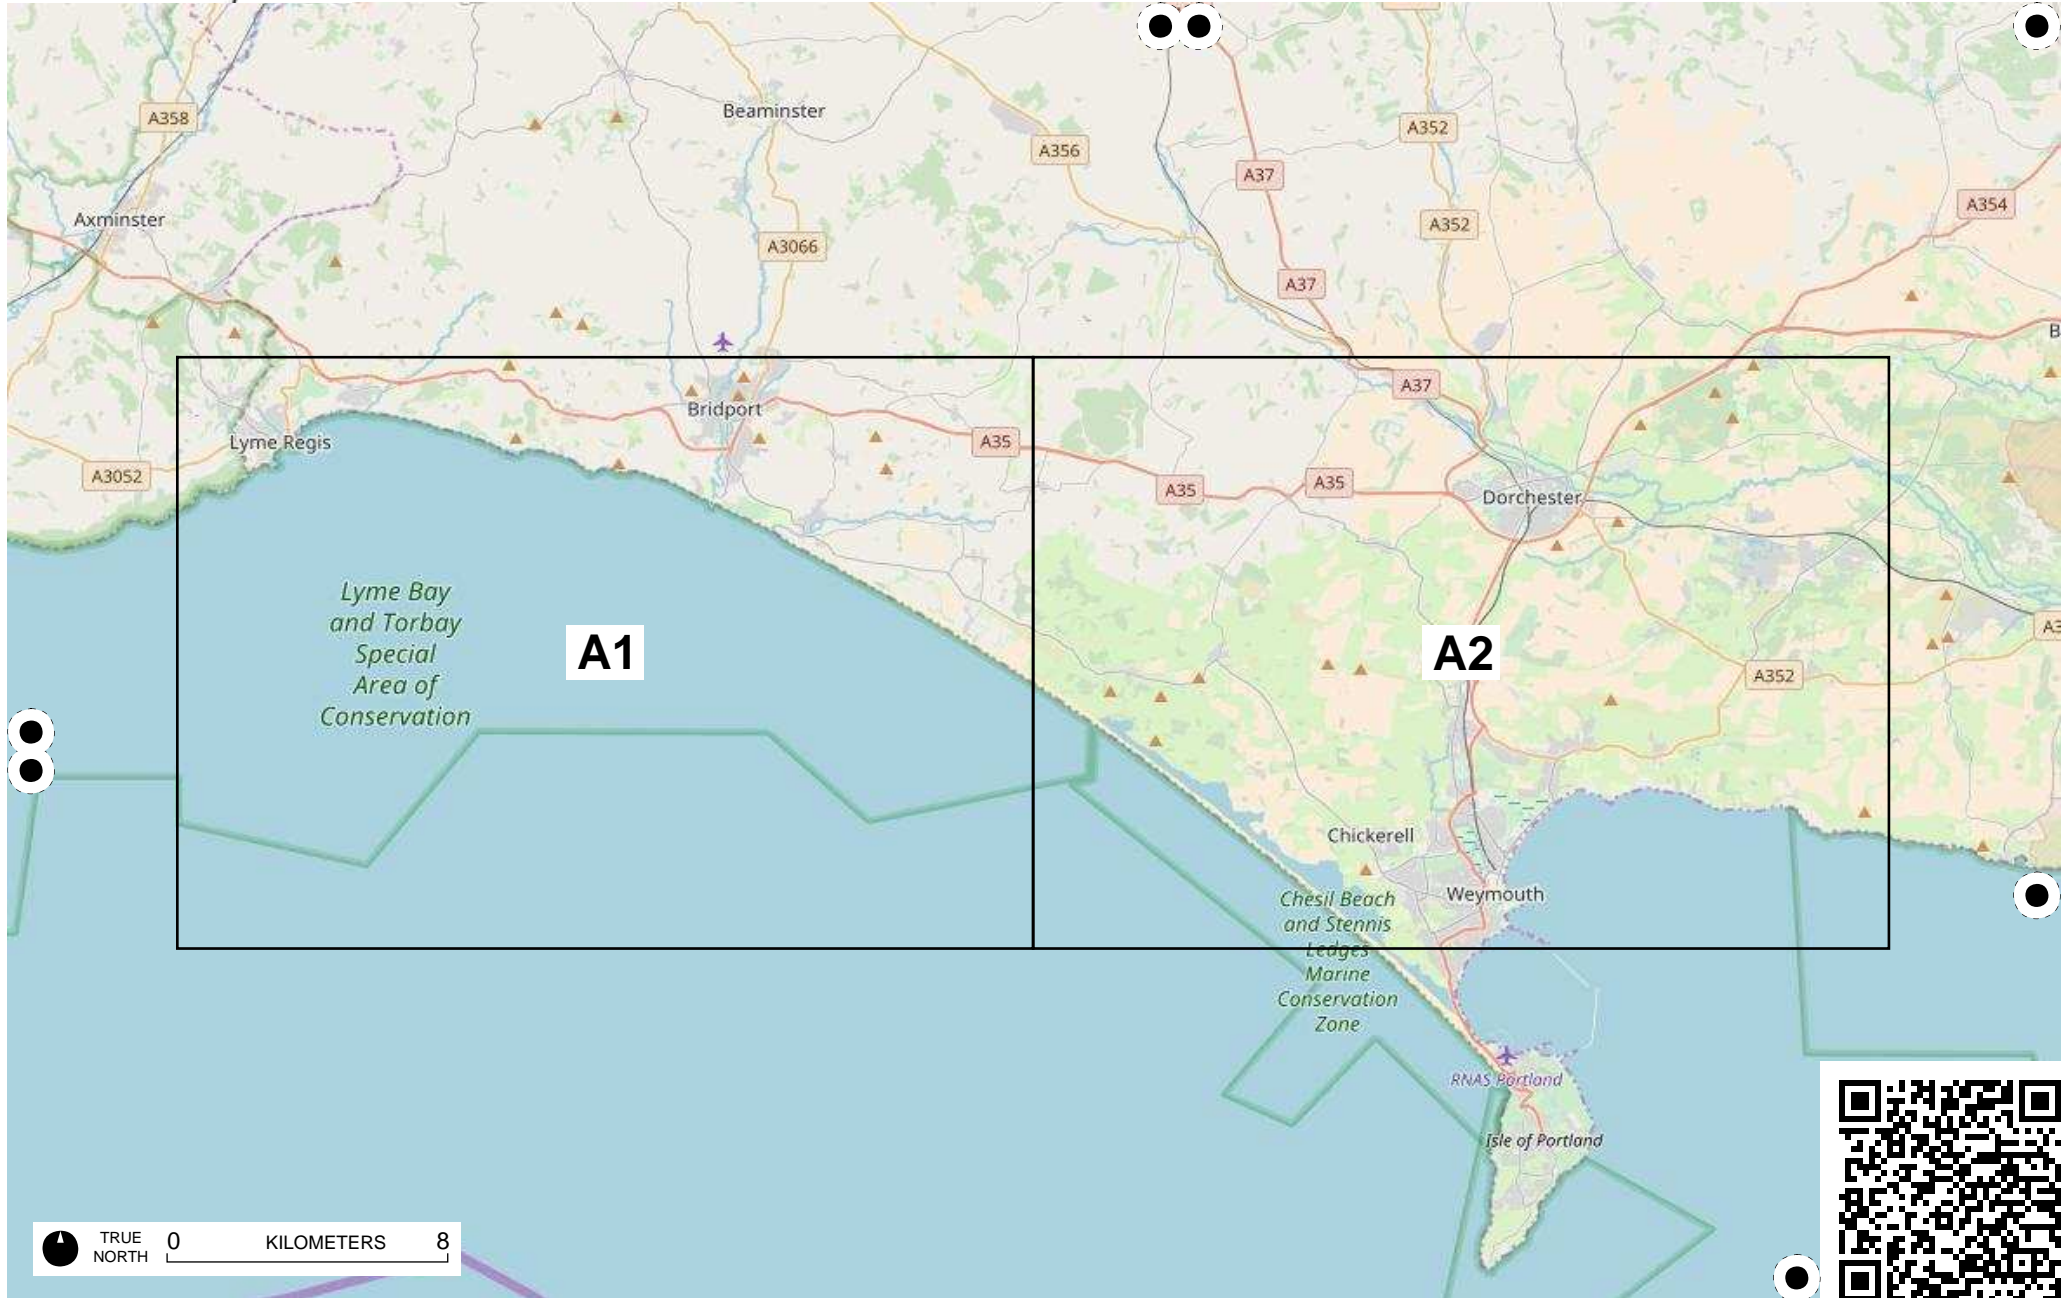 Beaminster
A358
A356
A352
A37
Axminster
A3066
A352
A354
A37
B
A37
Bridport
Lyme Regis
A35
A3052
A35
A35
Dorchester
Lyme Bay
and Torbay
Special
Area of
Conservation
A1
A2
A3
A352
Chickerell
Weymouth
Chesil Beach
and Stennis
Ledges
Marine
Conservation
Zone
RNAS Portland
Isle of Portland
TRUE
NORTH
0 KILOMETERS 8